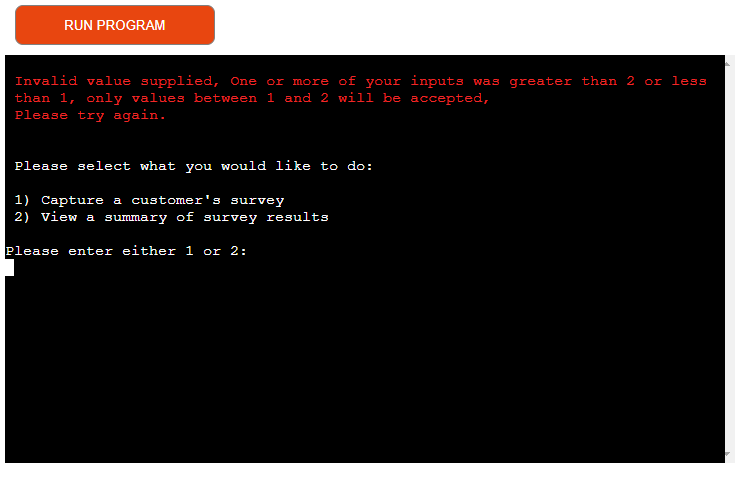 RUN PROGRAM
Invalid value supplied, One or more of your inputs was greater than 2 or less
than 1, only values between 1 and 2 will be accepted,
Please try again.
Please select what you would like to do:
1) Capture a customer's survey
2) View a summary of survey results
Please enter either 1 or 2: